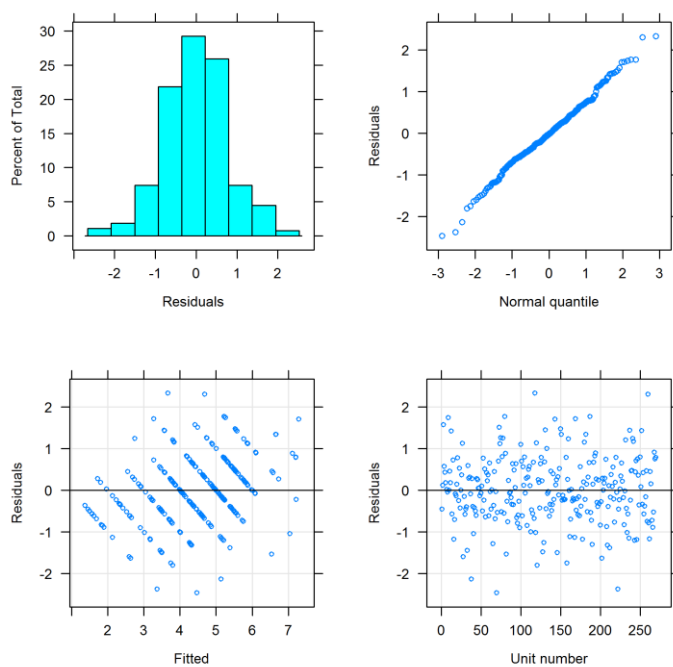 Percent of Total
30
25
20
15
10
5
0
-2 -1 0 1 2
Residuals
Residuals
2
1
0
-1
-2
-3 -2 -1 0 1 2 3
Normal quantile
Residuals
2
1
0
-1
-2
2 3 4 5 6 7
Fitted
Residuals
2
1
0
-1
-2
0 50 100 150 200 250
Unit number